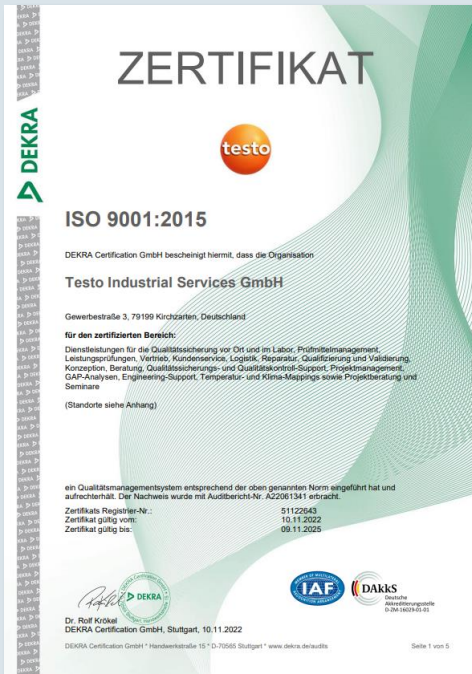 ZERTIFIKAT
testo
DEKRA
ISO 9001:2015
DEKRA Certification GmbH bescheinigt hiermit, dass die Organisation
Testo Industrial Services GmbH
Gewerbestraße 3, 79199 Kirchzarten, Deutschland
für den zertifizierten Bereich:
Dienstleistungen für die Qualitätssicherung vor Ort und im Labor, Prüfmittelmanagement,
Leistungsprüfungen, Vertrieb, Kundenservice, Logistik, Reparatur, Qualifizierung und Validierung,
Konzeption, Beratung, Qualitätssicherungs- und Qualitätskontroll-Support, Projektmanagement,
GAP-Analysen, Engineering-Support, Temperatur- und Klima-Mappings sowie Projektberatung und
Seminare
(Standorte siehe Anhang)
ein Qualitätsmanagementsystem entsprechend der oben genannten Norm eingeführt hat und
aufrechterhält. Der Nachweis wurde mit Auditbericht-Nr. A22061341 erbracht.
Zertifikats Registrier-Nr.: 51122643
Zertifikat gültig vom: 10.11.2022
Zertifikat gültig bis: 09.11.2025
DEKRA
IAF
DAkkS
Deutsche
Akkreditierungsstelle
D-ZM-16029-01-01
Dr. Rolf Krökel
DEKRA Certification GmbH, Stuttgart, 10.11.2022
DEKRA Certification GmbH * Handwerkstraße 15 * D-70565 Stuttgart * www.dekra.de/audits
Seite 1 von 5